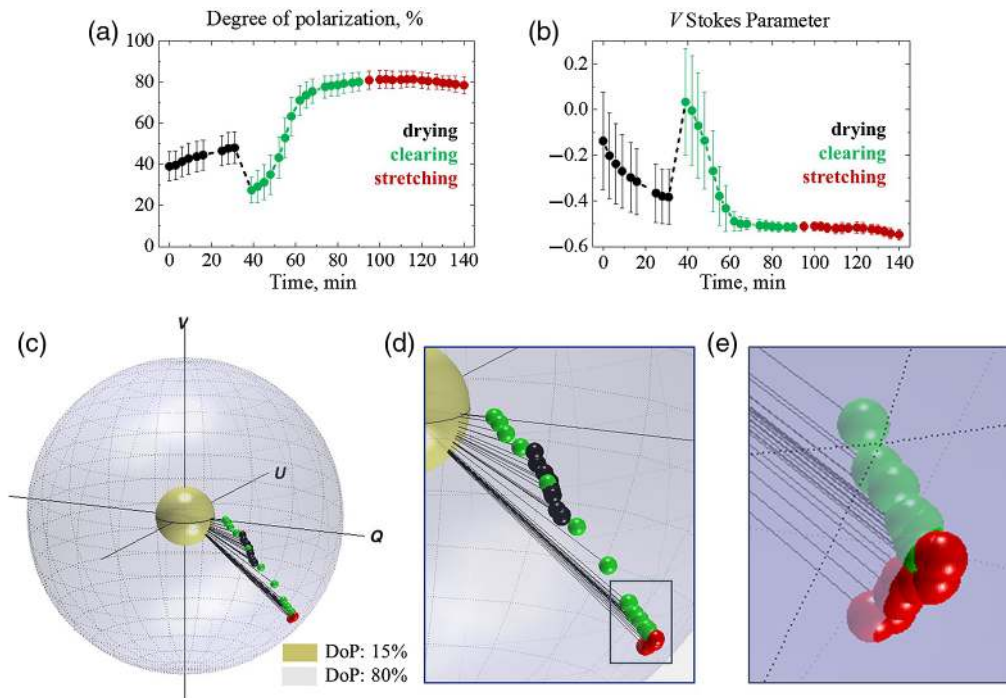 (a)
Degree of polarization, %
100
80
60
40
20
0
drying
clearing
stretching
0 20 40 60 80 100 120 140
Time, min
(b)
V Stokes Parameter
0.2
0.0
−0.2
−0.4
−0.6
drying
clearing
stretching
0 20 40 60 80 100 120 140
Time, min
(c)
V
U
Q
DoP: 15%
DoP: 80%
(d)
(e)